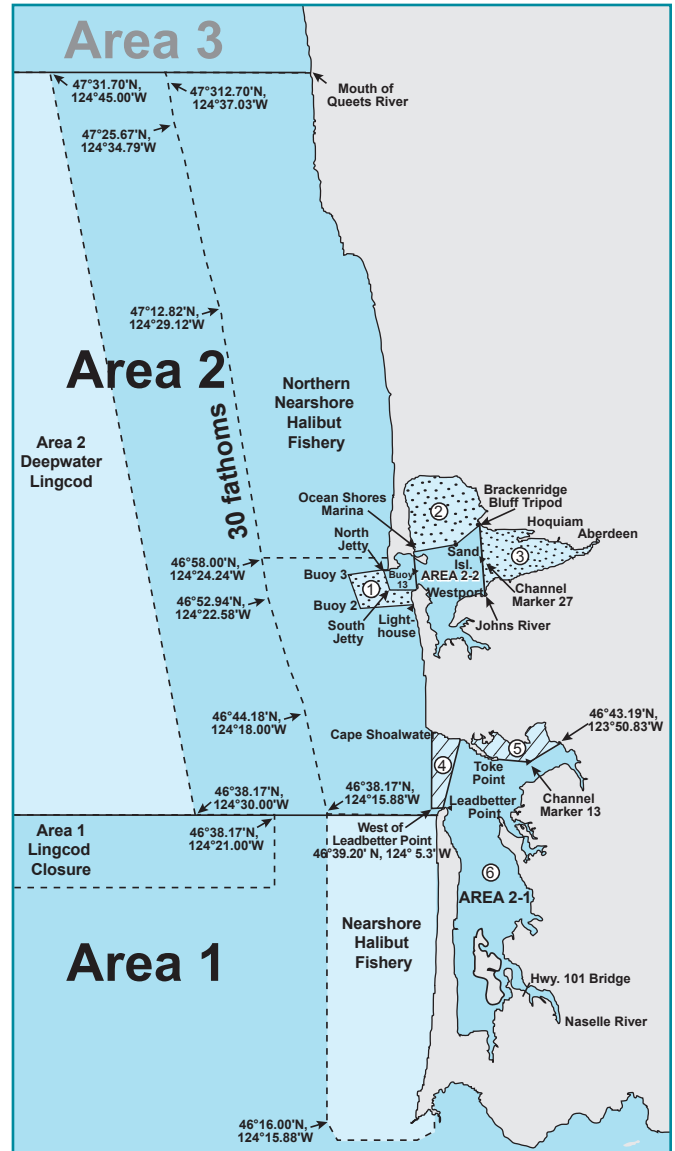 Area 3
47°31.70'N,
124°45.00'W
47°312.70'N,
124°37.03'W
Mouth of
Queets River
47°25.67'N,
124°34.79'W
47°12.82'N,
124°29.12'W
Area 2
30 fathoms
Northern
Nearshore
Halibut
Fishery
Area 2
Deepwater
Lingcod
Ocean Shores
Marina
2
Brackenridge
Bluff Tripod
Hoquiam
Aberdeen
North
Jetty
Sand
Isl.
3
46°58.00'N,
124°24.24'W
Buoy 3
1
Buoy
13
AREA 2-2
Channel
Marker 27
46°52.94'N,
124°22.58'W
Buoy 2
Westport
South
Jetty
Light-
house
Johns River
46°44.18'N,
124°18.00'W
Cape Shoalwater
46°43.19'N,
123°50.83'W
4
5
Toke
Point
Channel
Marker 13
46°38.17'N,
124°30.00'W
46°38.17'N,
124°15.88'W
Leadbetter
Point
Area 1
Lingcod
Closure
46°38.17'N,
124°21.00'W
West of
Leadbetter Point
46°39.20' N, 124° 5.3' W
6
AREA 2-1
Area 1
Nearshore
Halibut
Fishery
Hwy. 101 Bridge
Naselle River
46°16.00'N,
124°15.88'W